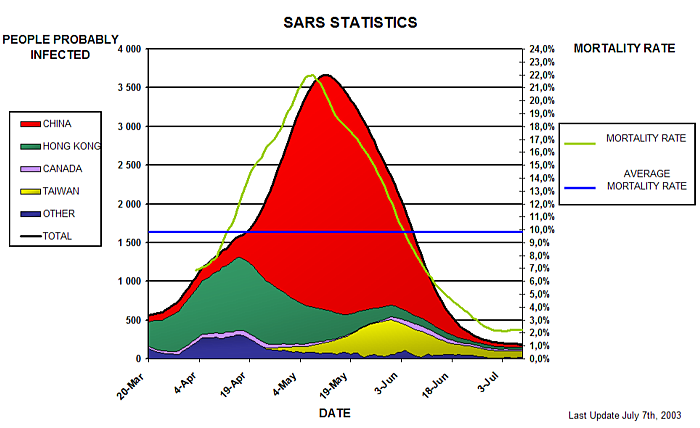 SARS STATISTICS
PEOPLE PROBABLY
INFECTED
MORTALITY RATE
4 000
3 500
3 000
2 500
2 000
1 500
1 000
500
0
24,0%
23,0%
22,0%
21,0%
20,0%
19,0%
18,0%
17,0%
16,0%
15,0%
14,0%
13,0%
12,0%
11,0%
10,0%
9,0%
8,0%
7,0%
6,0%
5,0%
4,0%
3,0%
2,0%
1,0%
0,0%
CHINA
HONG KONG
CANADA
TAIWAN
OTHER
TOTAL
MORTALITY RATE
AVERAGE
MORTALITY RATE
20-Mar
4-Apr
19-Apr
4-May
19-May
3-Jun
18-Jun
3-Jul
DATE
Last Update July 7th, 2003